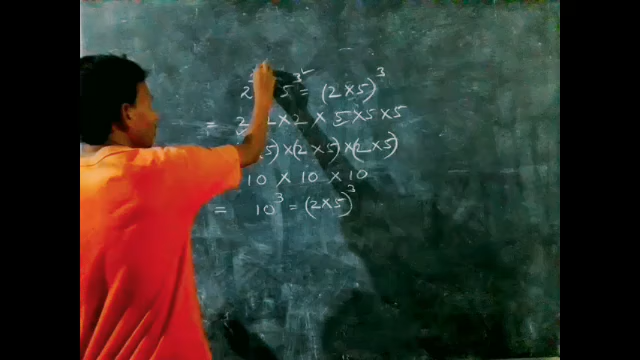 2³ 5³ = (2×5)³
= 2 2 × 2 × 5 × 5 × 5
5) × (2 × 5) × (2 × 5)
10 × 10 × 10
= 10³ = (2×5)³